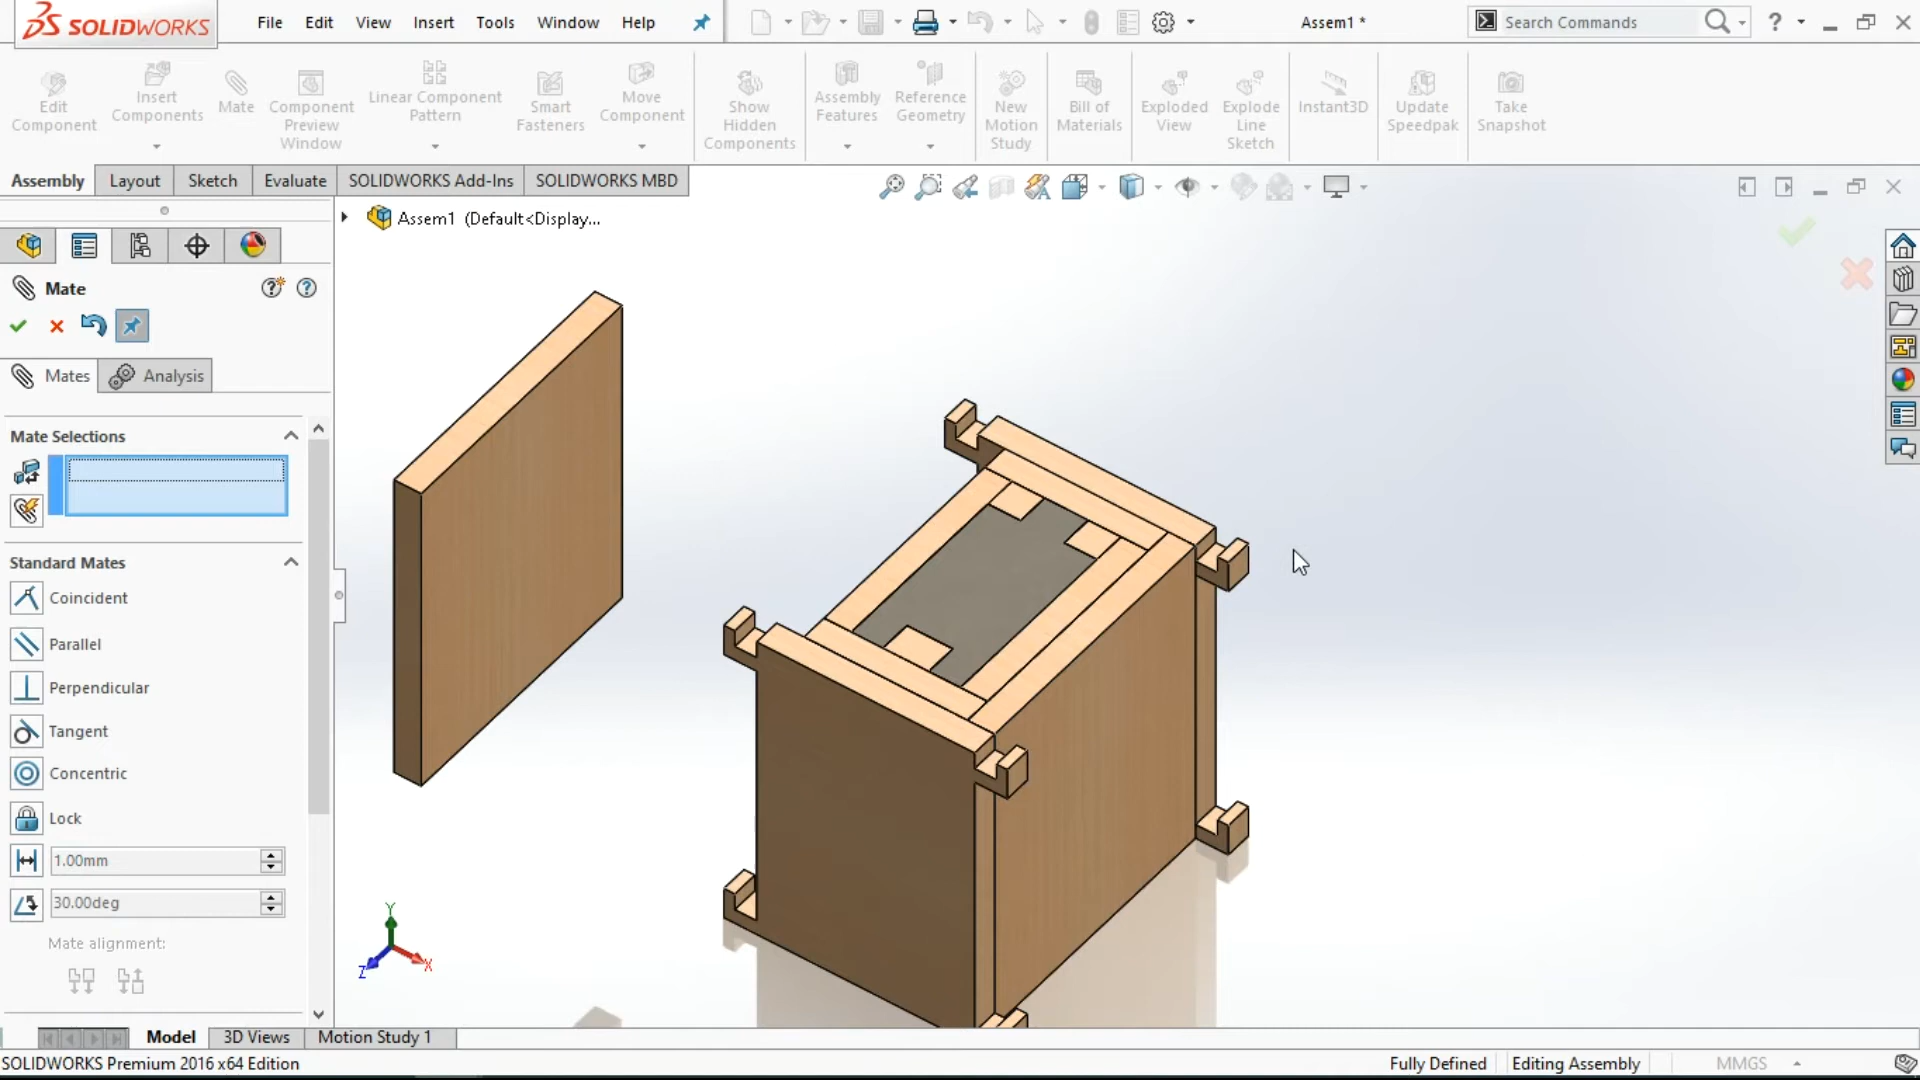 SOLIDWORKS
File Edit View Insert Tools Window Help
Assem1 *
Search Commands
?
Edit Component
Insert Components
Mate
Component Preview Window
Linear Component Pattern
Smart Fasteners
Move Component
Show Hidden Components
Assembly Features
Reference Geometry
New Motion Study
Bill of Materials
Exploded View
Explode Line Sketch
Instant3D
Update Speedpak
Take Snapshot
Assembly Layout Sketch Evaluate SOLIDWORKS Add-Ins SOLIDWORKS MBD
Assem1 (Default<Display...
Mate
Mates Analysis
Mate Selections
Standard Mates
Coincident
Parallel
Perpendicular
Tangent
Concentric
Lock
1.00mm
30.00deg
Mate alignment:
Y
X
Z
Model 3D Views Motion Study 1
SOLIDWORKS Premium 2016 x64 Edition
Fully Defined Editing Assembly MMGS